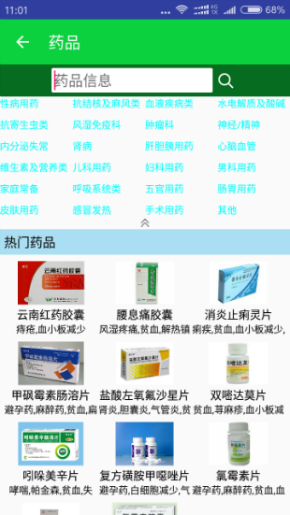 11:01
68%
药品
药品信息
性病用药 抗结核及麻风类 血液疾病类 水电解质及酸碱
抗寄生虫类 风湿免疫科 肿瘤科 神经/精神
内分泌失常 肾病 肝胆胰用药 心脑血管
维生素及营养类 儿科用药 妇科用药 男科用药
家庭常备 呼吸系统类 五官用药 肠胃用药
皮肤用药 感冒发热 手术用药 其他
热门药品
云南红药胶囊 腰息痛胶囊 消炎止痢灵片
痔疮,血小板减少 风湿疼痛,贫血,解热镇 痢疾,贫血,血小板减少,
甲砜霉素肠溶片 盐酸左氧氟沙星片 双嘧达莫片
避孕药,麻醉药,贫血,扁 肾炎,胆囊炎,气管炎,贫 贫血,荨麻疹,血小板减
吲哚美辛片 复方磺胺甲噁唑片 氯霉素片
哮喘,帕金森,贫血,失 避孕药,白细胞减少,气 避孕药,麻醉药,贫血,血